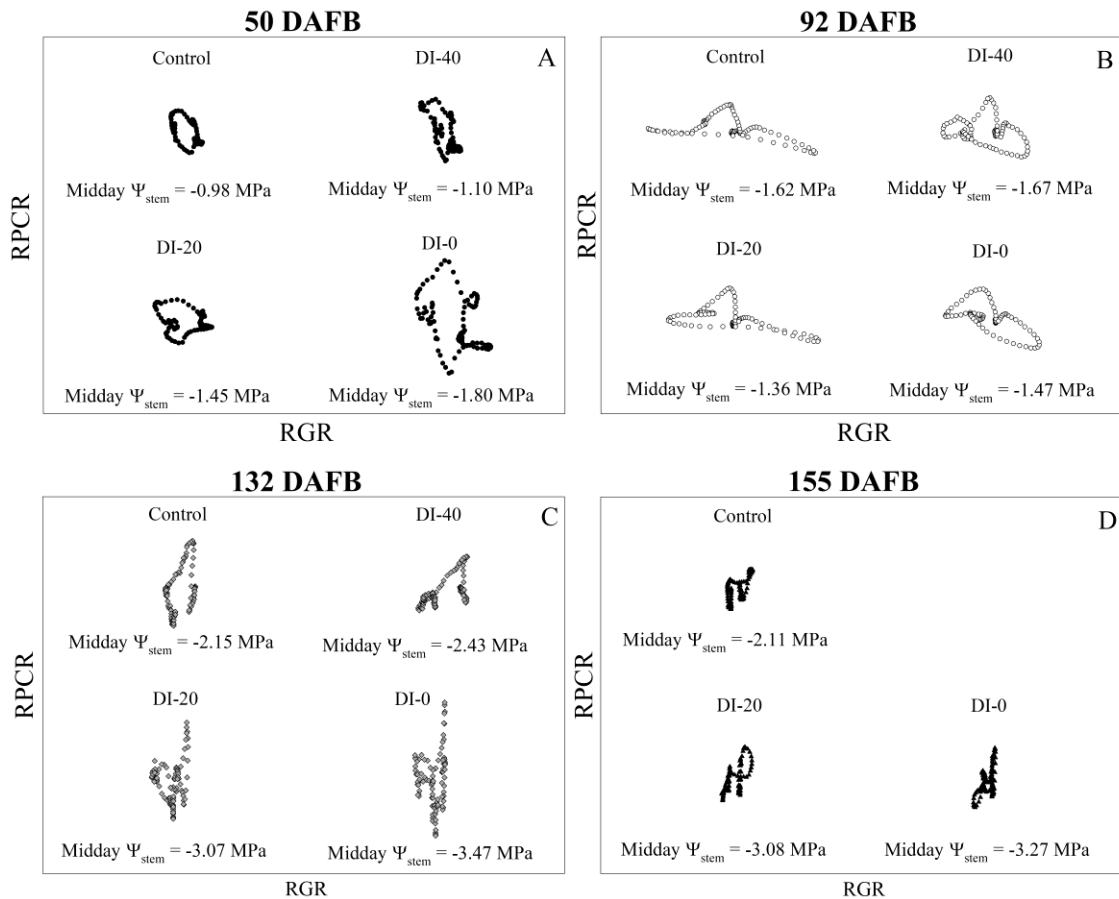 50 DAFB
A
Control
DI-40
Midday Ψstem = -0.98 MPa
Midday Ψstem = -1.10 MPa
DI-20
DI-0
Midday Ψstem = -1.45 MPa
Midday Ψstem = -1.80 MPa
RPCR
RGR
92 DAFB
B
Control
DI-40
Midday Ψstem = -1.62 MPa
Midday Ψstem = -1.67 MPa
DI-20
DI-0
Midday Ψstem = -1.36 MPa
Midday Ψstem = -1.47 MPa
RPCR
RGR
132 DAFB
C
Control
DI-40
Midday Ψstem = -2.15 MPa
Midday Ψstem = -2.43 MPa
DI-20
DI-0
Midday Ψstem = -3.07 MPa
Midday Ψstem = -3.47 MPa
RPCR
RGR
155 DAFB
D
Control
Midday Ψstem = -2.11 MPa
DI-20
DI-0
Midday Ψstem = -3.08 MPa
Midday Ψstem = -3.27 MPa
RPCR
RGR